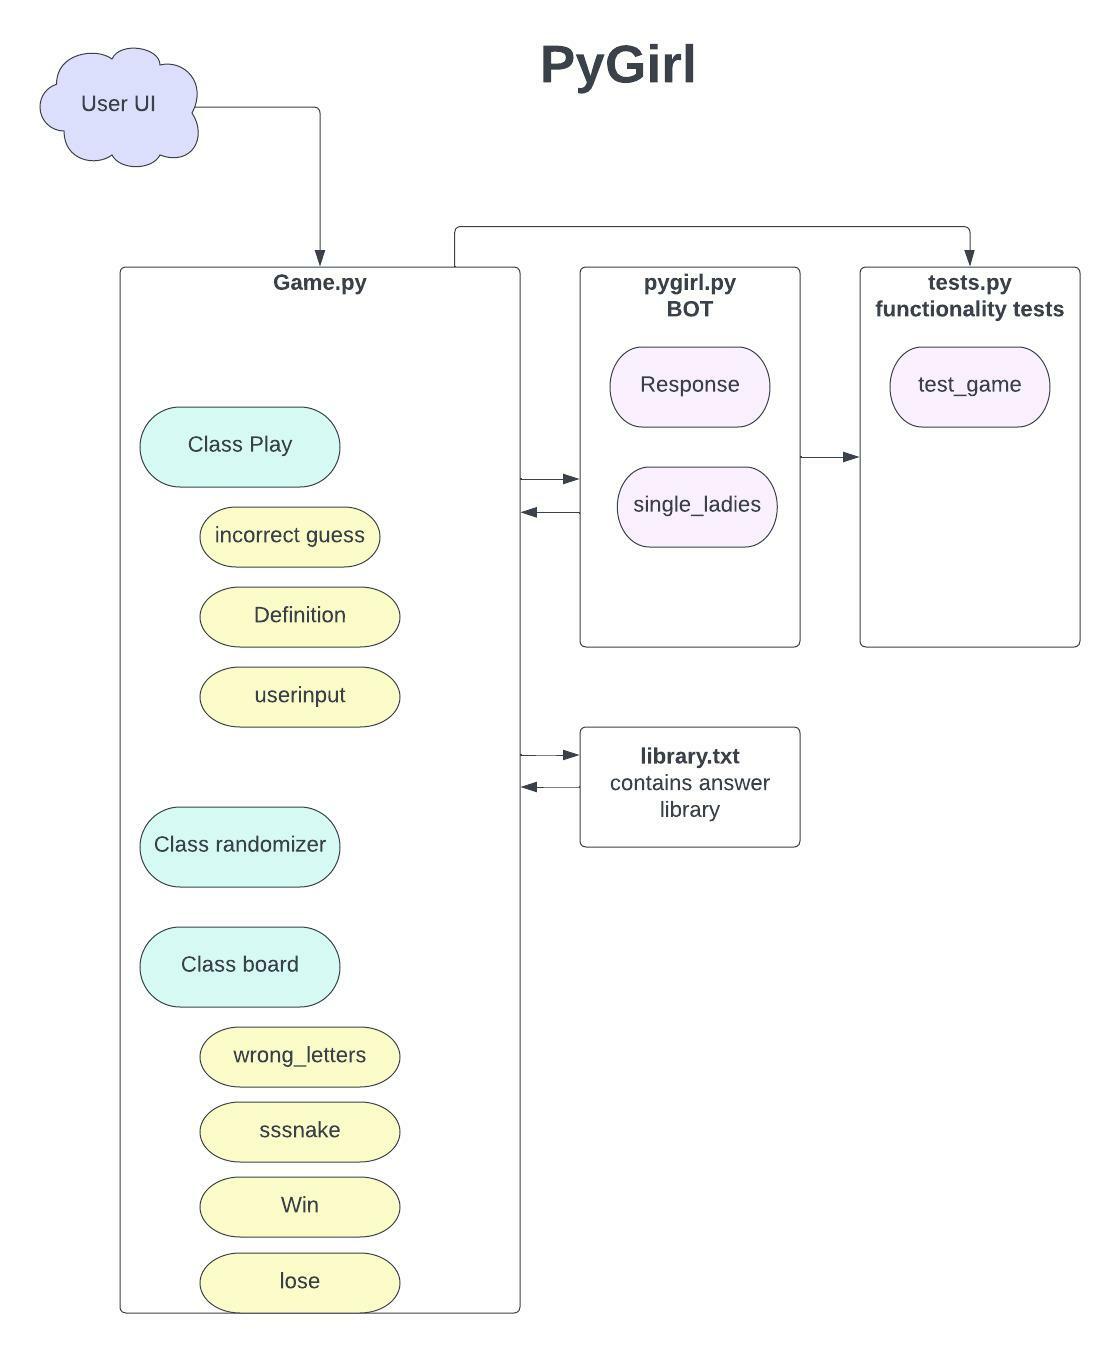 PyGirl
User UI
Game.py
Class Play
incorrect guess
Definition
userinput
Class randomizer
Class board
wrong_letters
sssnake
Win
lose
pygirl.py
BOT
Response
single_ladies
tests.py
functionality tests
test_game
library.txt
contains answer
library